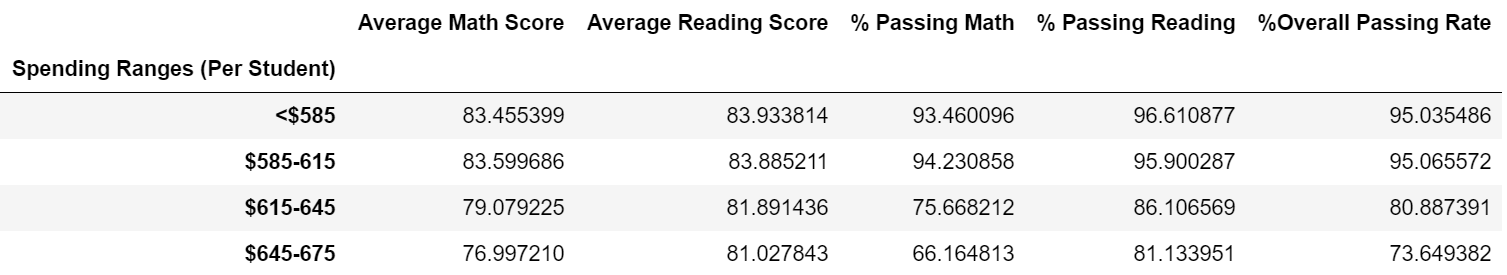 Average Math Score Average Reading Score % Passing Math % Passing Reading %Overall Passing Rate
Spending Ranges (Per Student)
<$585 83.455399 83.933814 93.460096 96.610877 95.035486
$585-615 83.599686 83.885211 94.230858 95.900287 95.065572
$615-645 79.079225 81.891436 75.668212 86.106569 80.887391
$645-675 76.997210 81.027843 66.164813 81.133951 73.649382